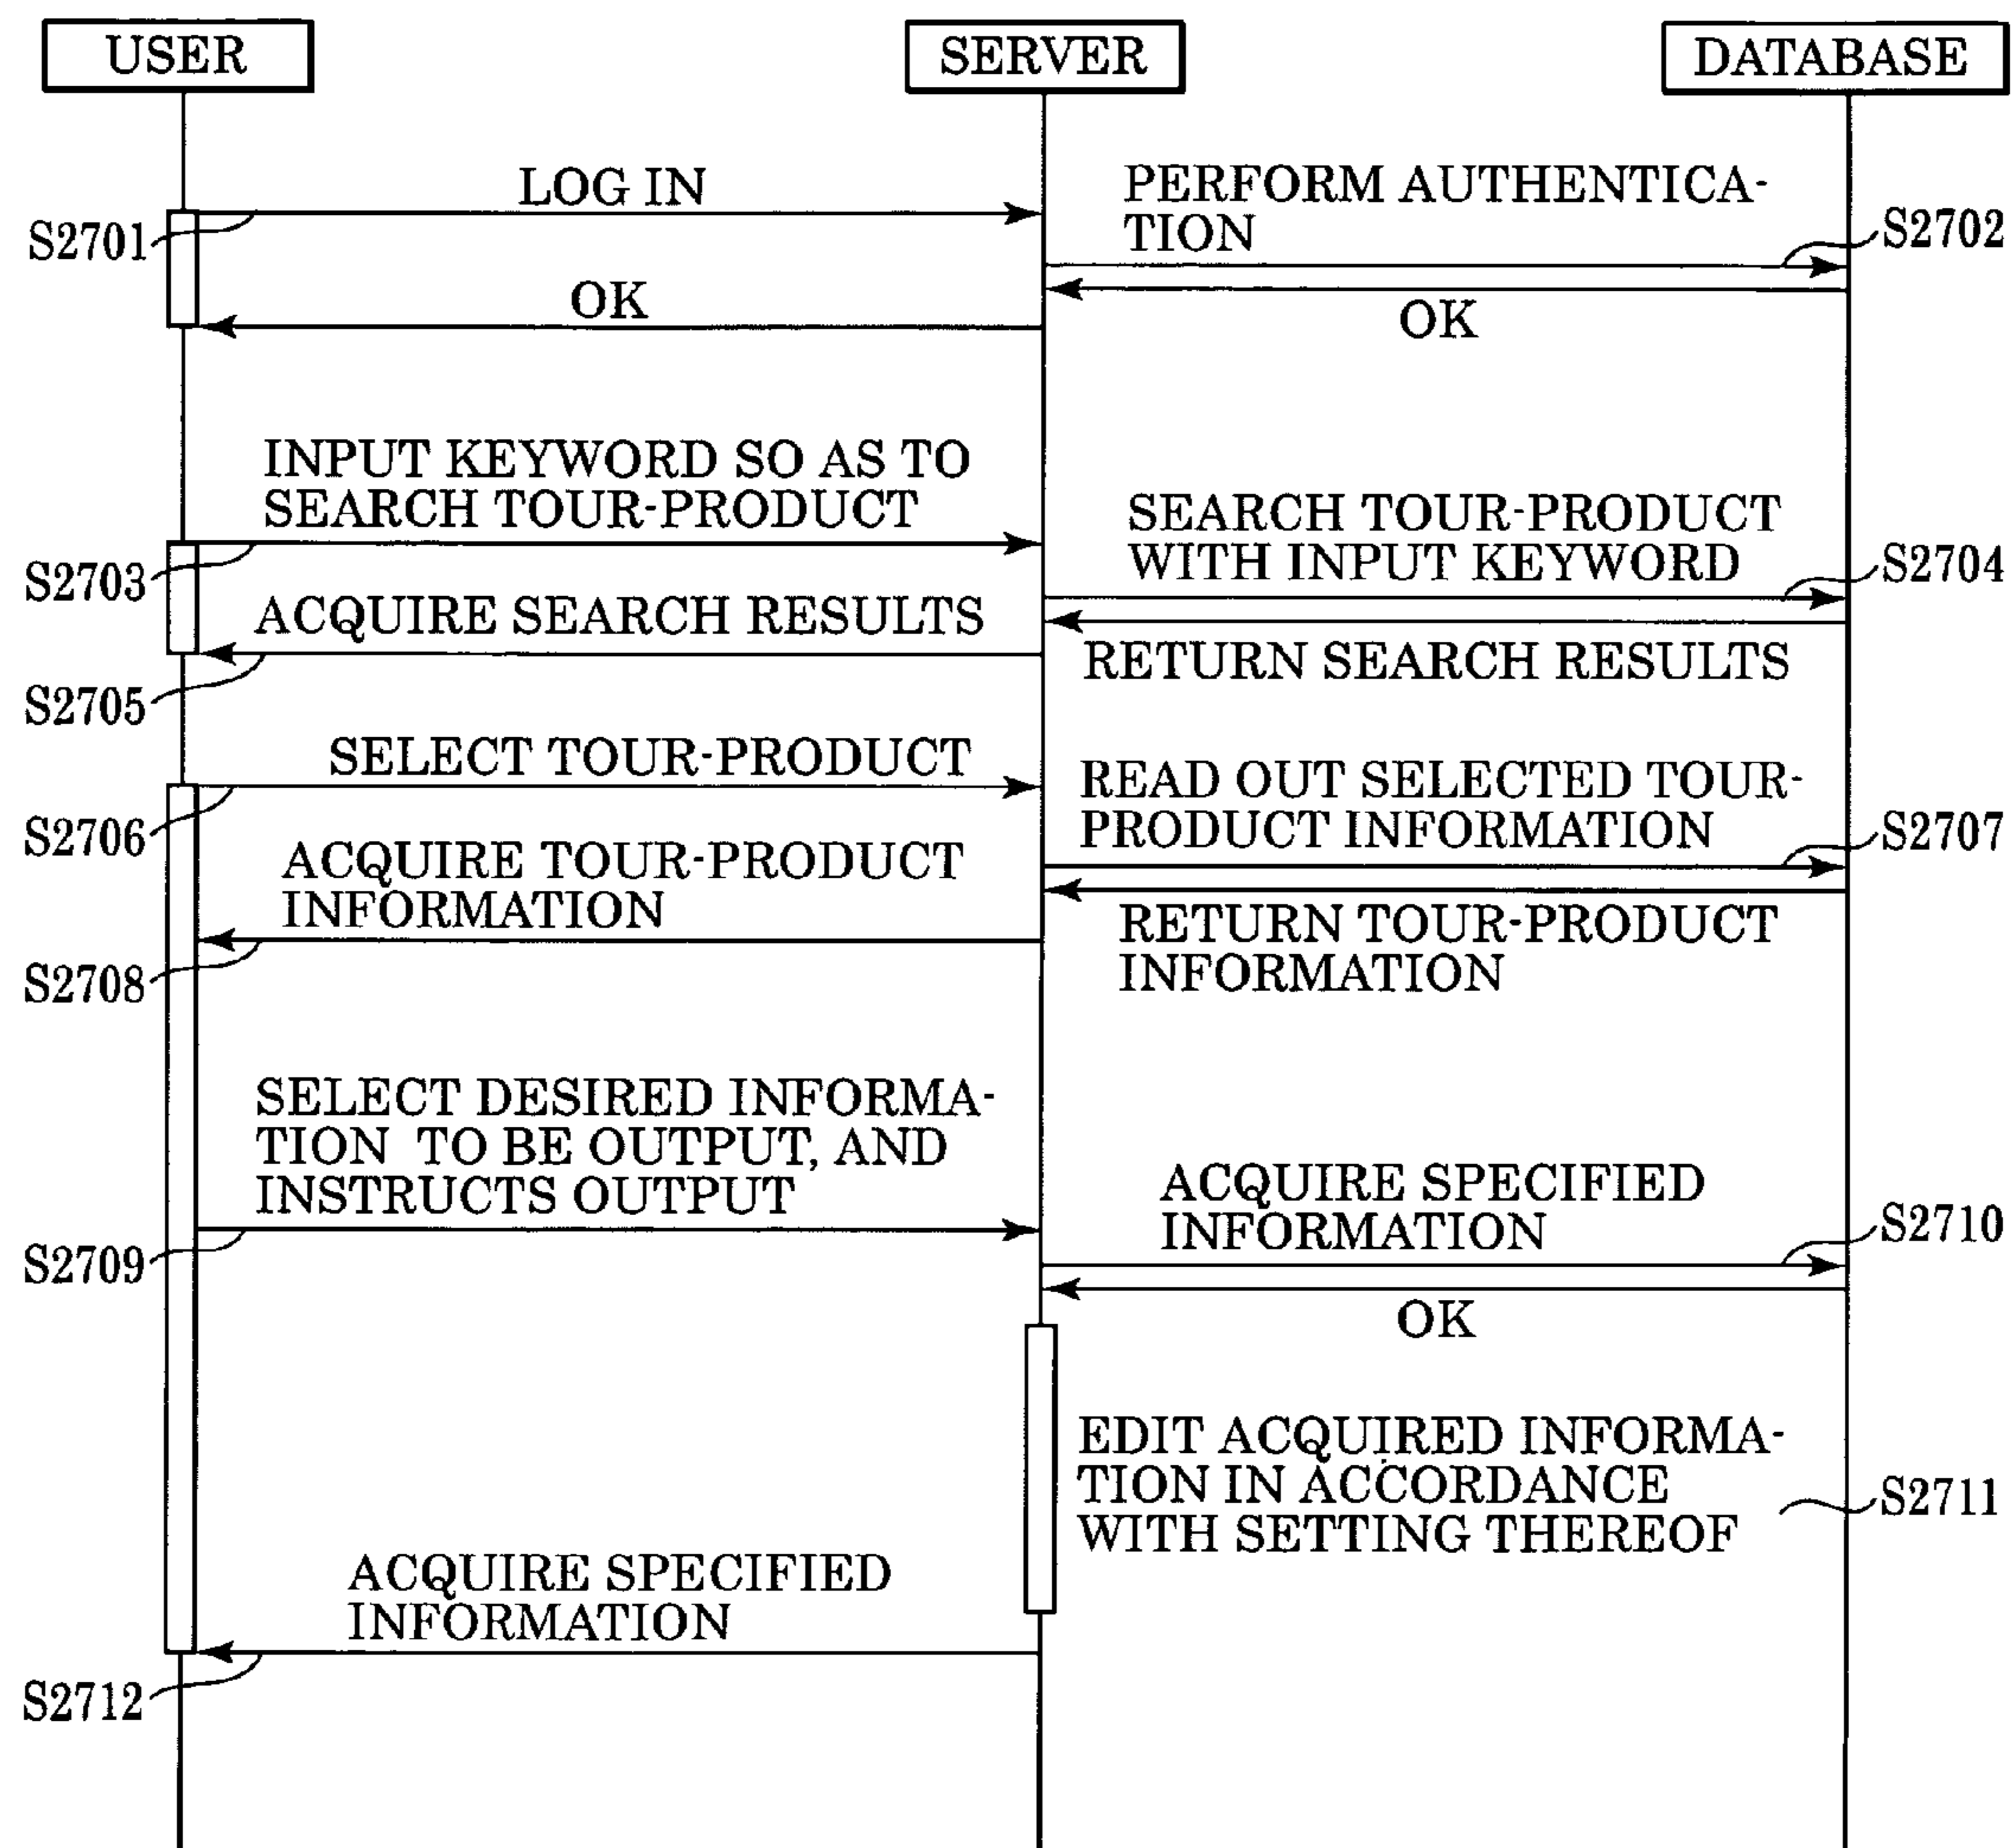 USER
SERVER
DATABASE
LOG IN
PERFORM AUTHENTICA-
TION
S2701
S2702
OK
OK
INPUT KEYWORD SO AS TO
SEARCH TOUR-PRODUCT
SEARCH TOUR-PRODUCT
WITH INPUT KEYWORD
S2703
S2704
ACQUIRE SEARCH RESULTS
RETURN SEARCH RESULTS
S2705
SELECT TOUR-PRODUCT
READ OUT SELECTED TOUR-
PRODUCT INFORMATION
S2706
S2707
ACQUIRE TOUR-PRODUCT
INFORMATION
RETURN TOUR-PRODUCT
INFORMATION
S2708
SELECT DESIRED INFORMA-
TION TO BE OUTPUT, AND
INSTRUCTS OUTPUT
ACQUIRE SPECIFIED
INFORMATION
S2709
S2710
OK
EDIT ACQUIRED INFORMA-
TION IN ACCORDANCE
WITH SETTING THEREOF
S2711
ACQUIRE SPECIFIED
INFORMATION
S2712